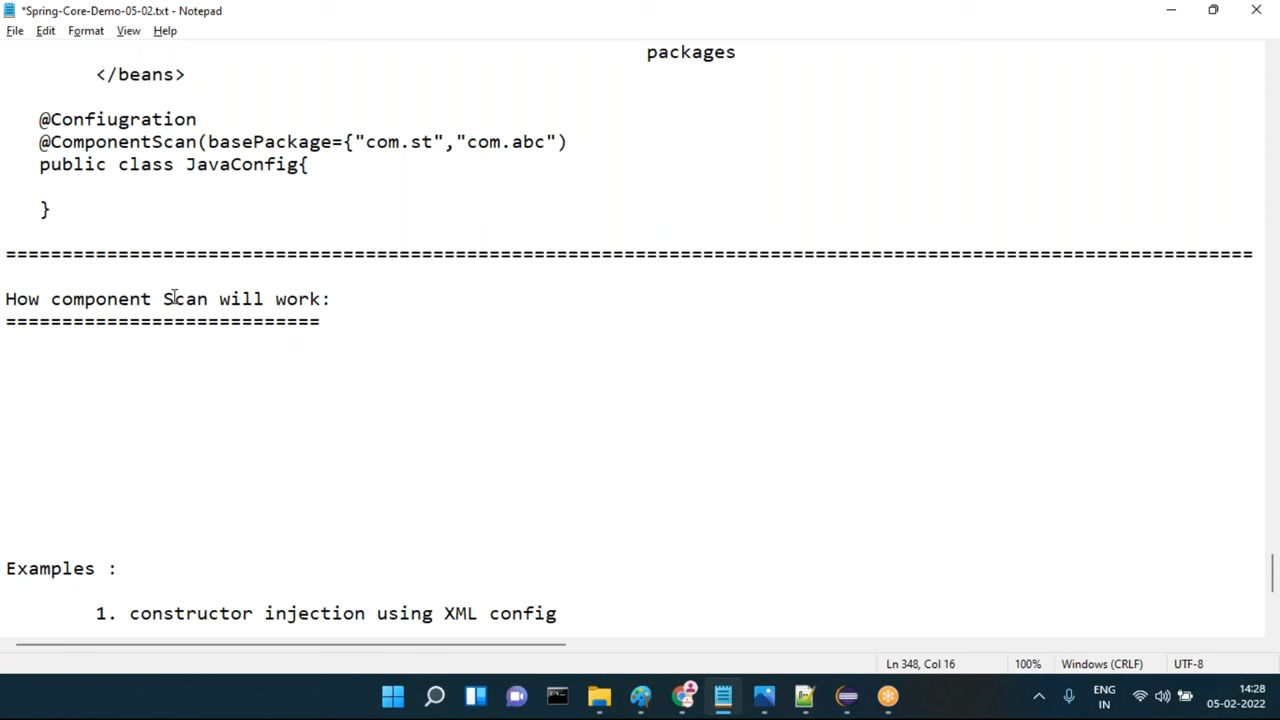 *Spring-Core-Demo-05-02.txt - Notepad
File Edit Format View Help
packages
</beans>
@Confiugration
@ComponentScan(basePackage={"com.st","com.abc")
public class JavaConfig{
}
===============================================================================================================
How component Scan will work:
============================
Examples :
1. constructor injection using XML config
Ln 348, Col 16 100% Windows (CRLF) UTF-8
ENG
IN
14:28
05-02-2022